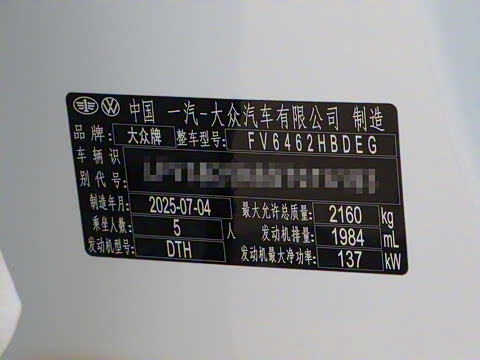 中国 一汽-大众汽车有限公司 制造
品牌: 大众牌 整车型号: FV6462HBDEG
车辆识别代号:
制造年月: 2025-07-04 最大允许总质量: 2160 kg
乘坐人数: 5 人 发动机排量: 1984 mL
发动机型号: DTH 发动机最大净功率: 137 kW